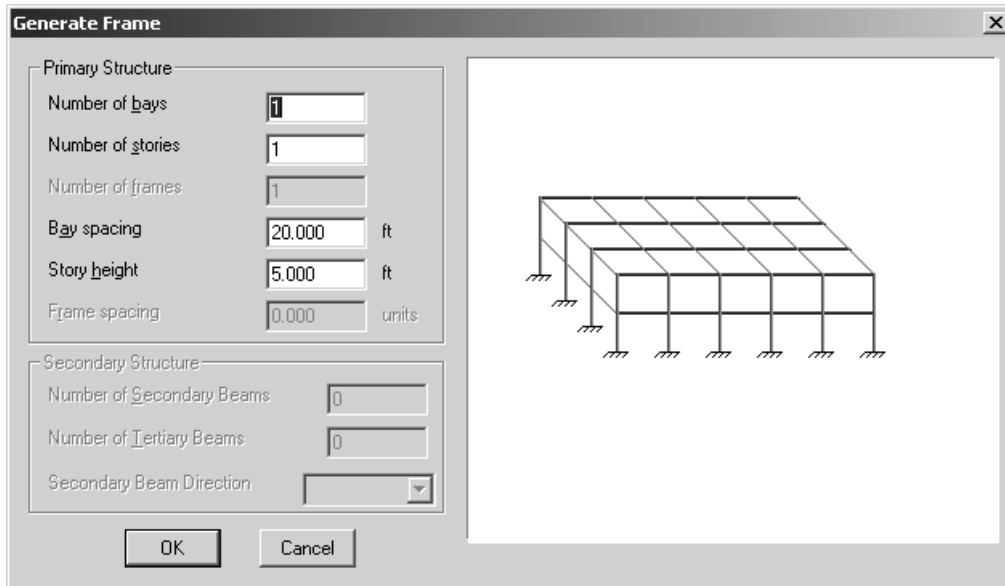 Generate Frame
Primary Structure
Number of bays 1
Number of stories 1
Number of frames 1
Bay spacing 20.000 ft
Story height 5.000 ft
Frame spacing 0.000 units
Secondary Structure
Number of Secondary Beams 0
Number of Tertiary Beams 0
Secondary Beam Direction
OK Cancel